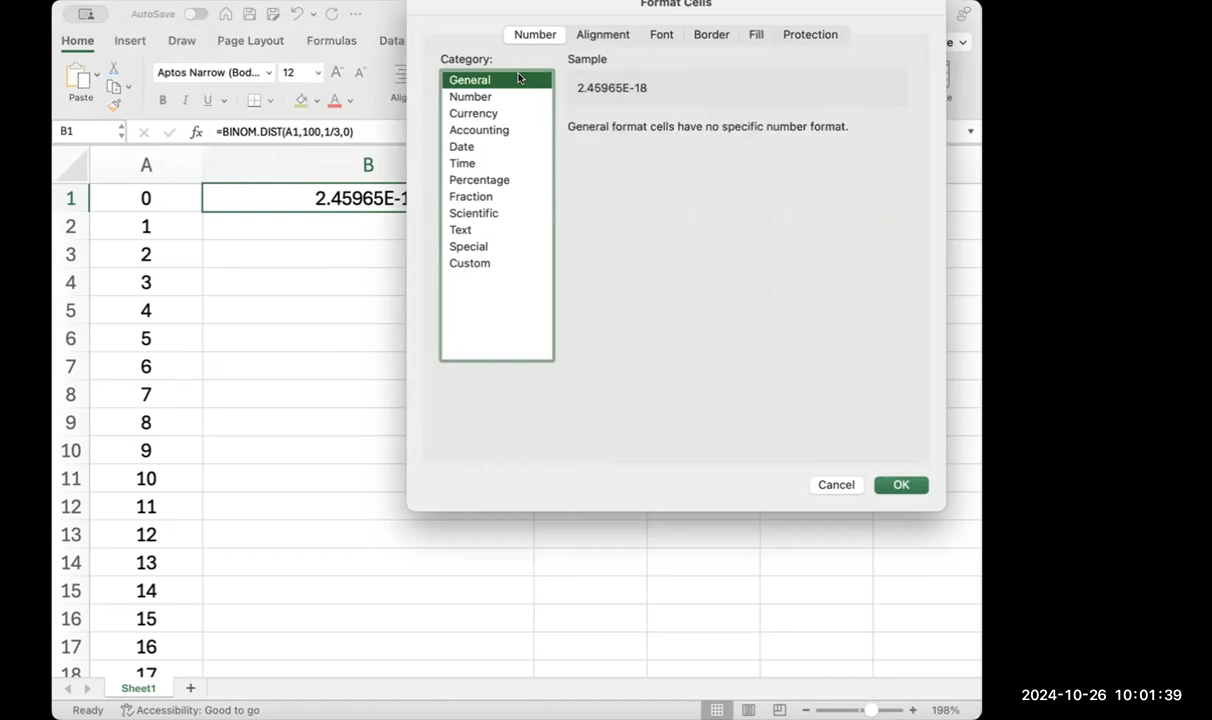 Format Cells
AutoSave
Home Insert Draw Page Layout Formulas Data
Paste
Aptos Narrow (Bod... 12
B I U
B1 fx =BINOM.DIST(A1,100,1/3,0)
Number Alignment Font Border Fill Protection
Category:
General
Number
Currency
Accounting
Date
Time
Percentage
Fraction
Scientific
Text
Special
Custom
Sample
2.45965E-18
General format cells have no specific number format.
Cancel OK
A B
1 0 2.45965E-1
2 1
3 2
4 3
5 4
6 5
7 6
8 7
9 8
10 9
11 10
12 11
13 12
14 13
15 14
16 15
17 16
18 17
Sheet1 +
Ready Accessibility: Good to go 198%
2024-10-26 10:01:39